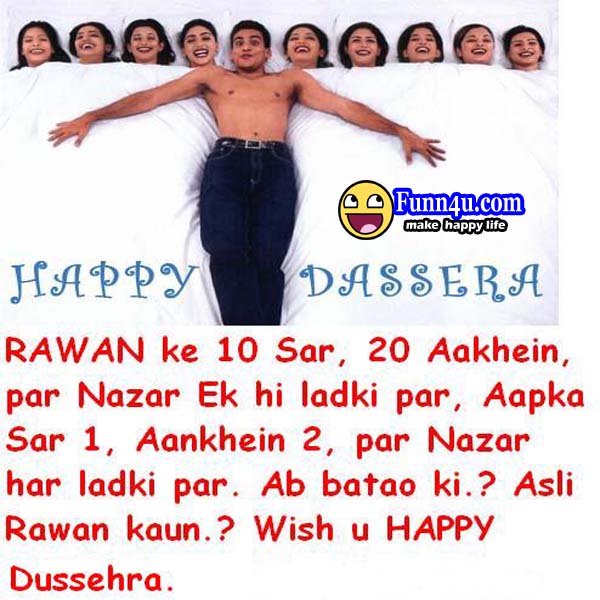 Funn4u.com
make happy life
HAPPY DASSERA
RAWAN ke 10 Sar, 20 Aakhein,
par Nazar Ek hi ladki par, Aapka
Sar 1, Aankhein 2, par Nazar
har ladki par. Ab batao ki.? Asli
Rawan kaun.? Wish u HAPPY
Dussehra.